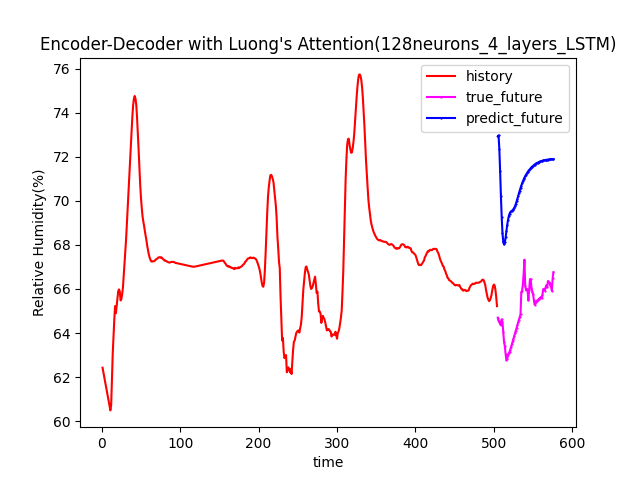 Encoder-Decoder with Luong's Attention(128neurons_4_layers_LSTM)
history
true_future
predict_future
76
74
72
70
68
66
64
62
60
Relative Humidity(%)
0 100 200 300 400 500 600
time